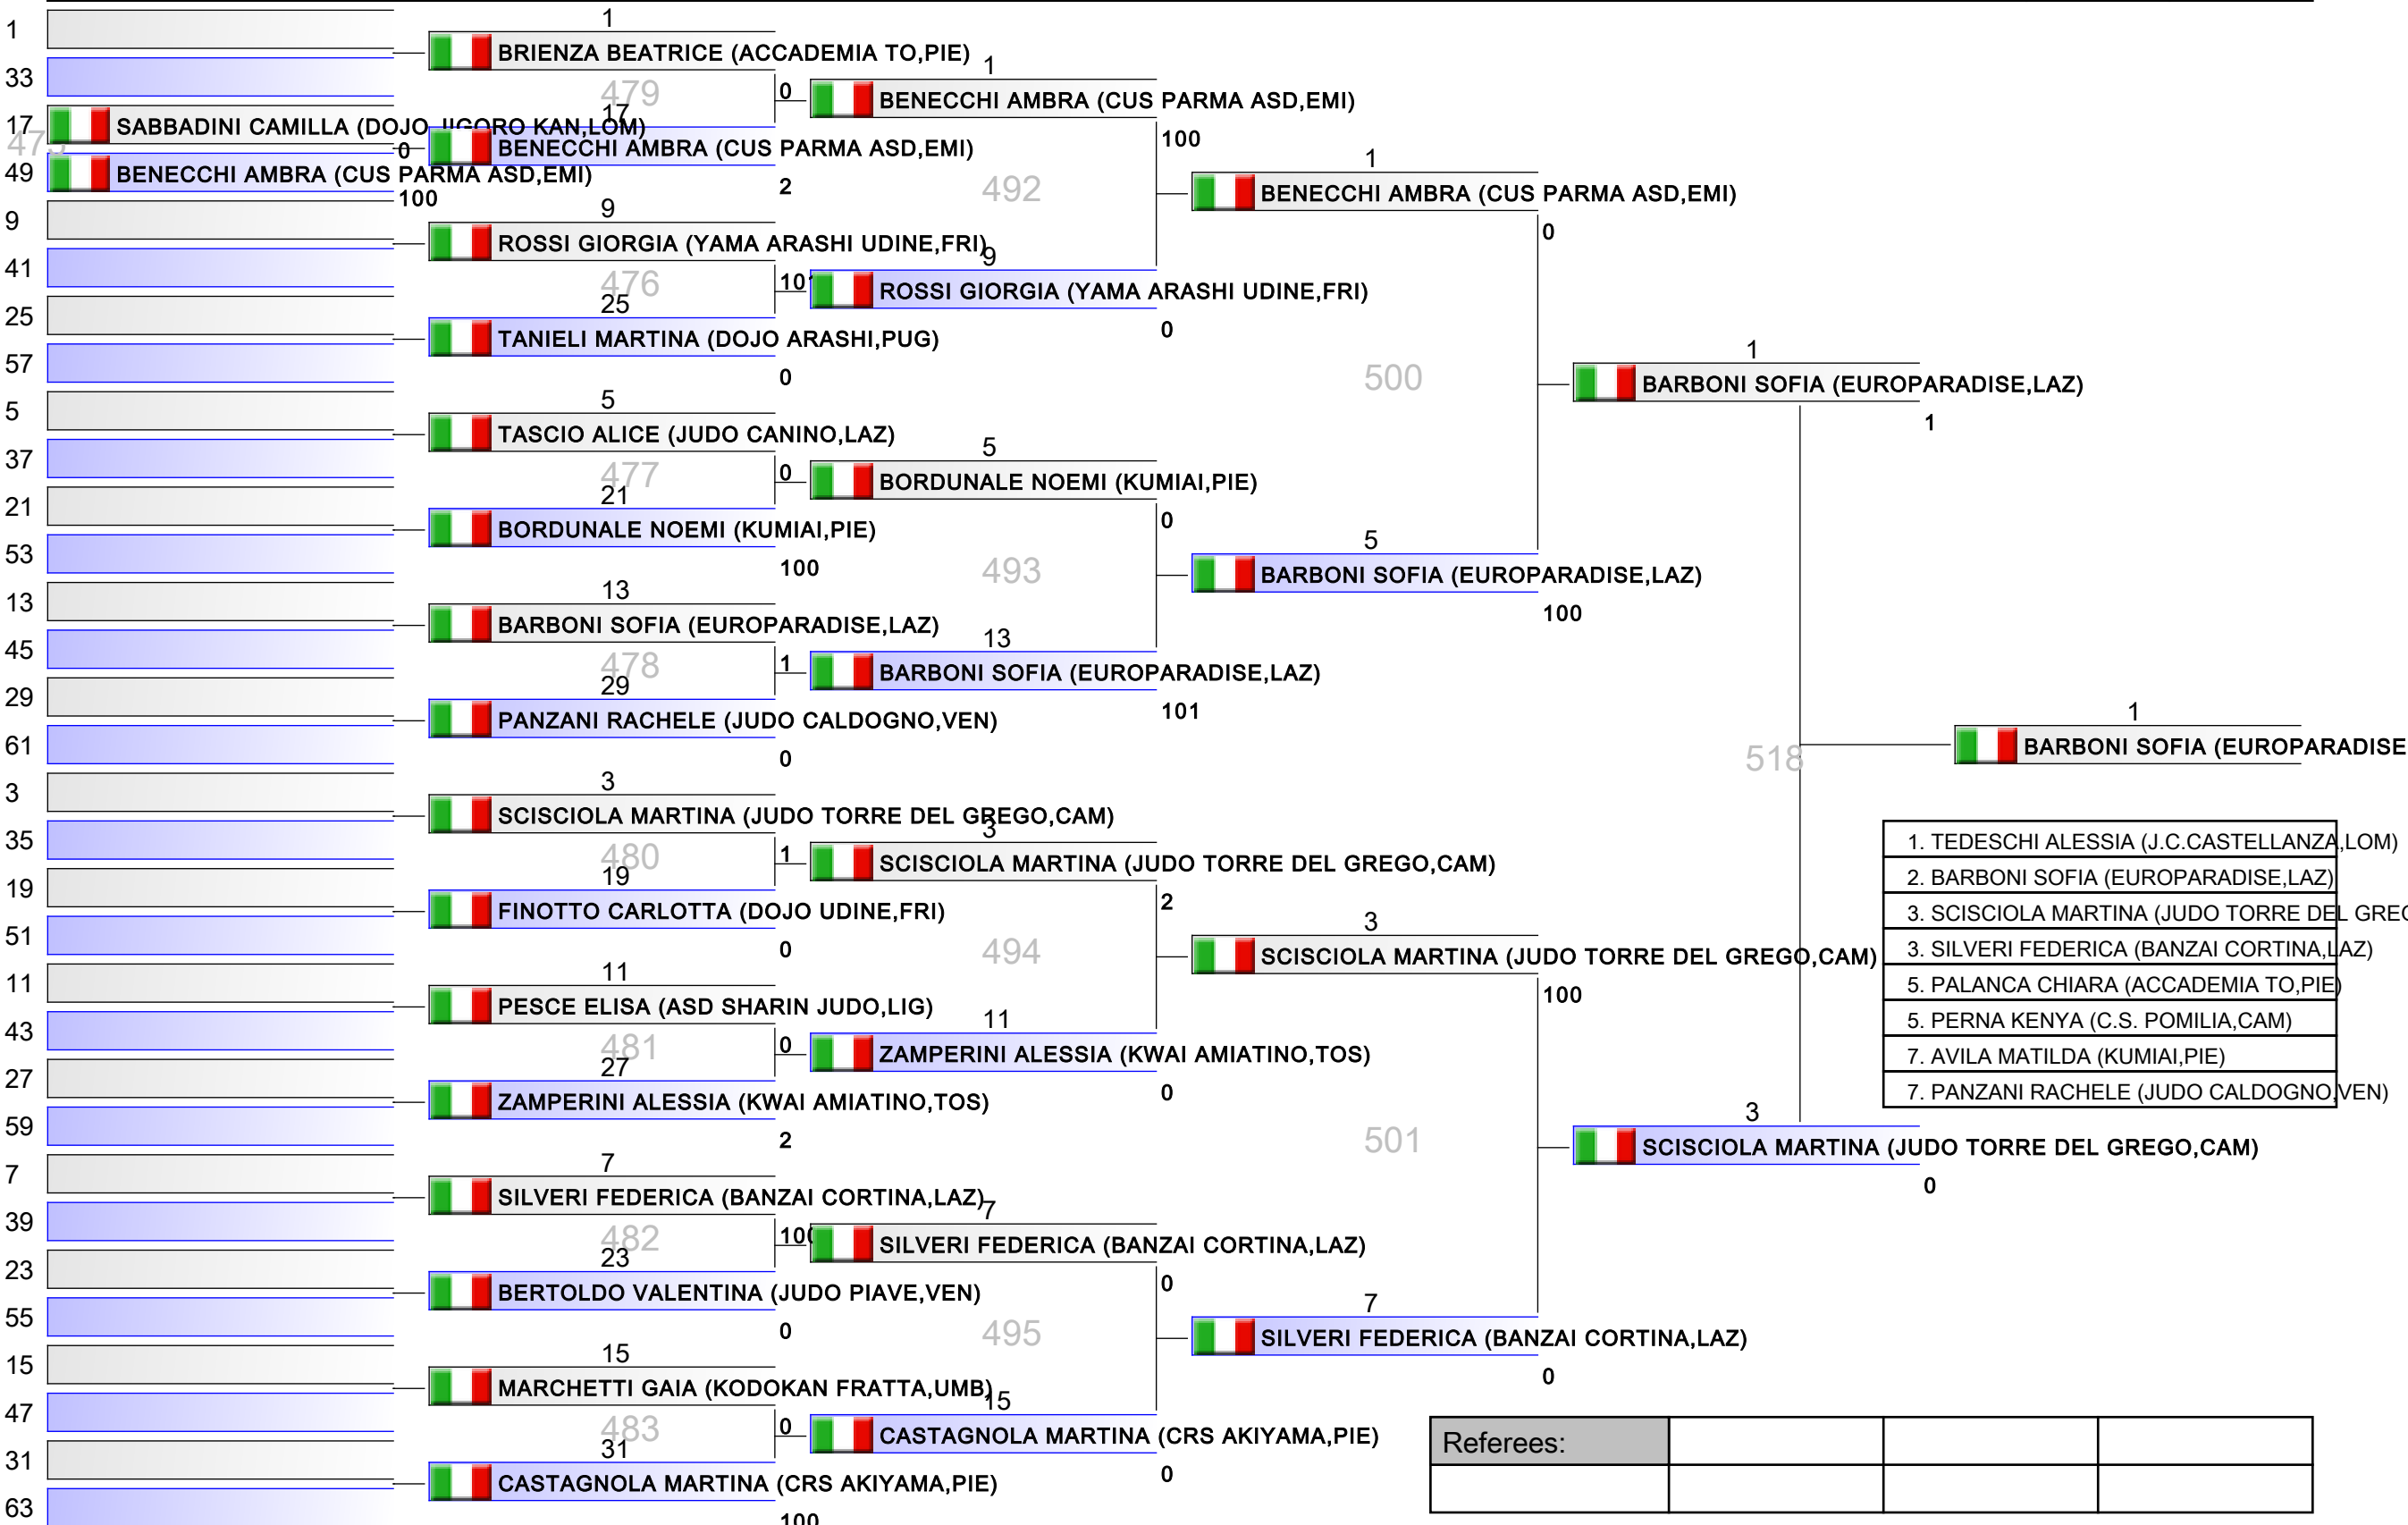 1
33
17
49
9
41
25
57
5
37
21
53
13
45
29
61
3
35
19
51
11
43
27
59
7
39
23
55
15
47
31
63
SABBADINI CAMILLA (DOJO JIGORO KAN,LOM)
0
BENECCHI AMBRA (CUS PARMA ASD,EMI)
100
1
BRIENZA BEATRICE (ACCADEMIA TO,PIE)
0
479
17
BENECCHI AMBRA (CUS PARMA ASD,EMI)
2
9
ROSSI GIORGIA (YAMA ARASHI UDINE,FRI)
476
25
TANIELI MARTINA (DOJO ARASHI,PUG)
0
5
TASCIO ALICE (JUDO CANINO,LAZ)
0
477
21
BORDUNALE NOEMI (KUMIAI,PIE)
100
13
BARBONI SOFIA (EUROPARADISE,LAZ)
1
478
29
PANZANI RACHELE (JUDO CALDOGNO,VEN)
0
3
SCISCIOLA MARTINA (JUDO TORRE DEL GREGO,CAM)
1
480
19
FINOTTO CARLOTTA (DOJO UDINE,FRI)
0
11
PESCE ELISA (ASD SHARIN JUDO,LIG)
0
481
27
ZAMPERINI ALESSIA (KWAI AMIATINO,TOS)
2
7
SILVERI FEDERICA (BANZAI CORTINA,LAZ)
100
482
23
BERTOLDO VALENTINA (JUDO PIAVE,VEN)
0
15
MARCHETTI GAIA (KODOKAN FRATTA,UMB)
0
483
31
CASTAGNOLA MARTINA (CRS AKIYAMA,PIE)
100
1
BENECCHI AMBRA (CUS PARMA ASD,EMI)
100
492
9
ROSSI GIORGIA (YAMA ARASHI UDINE,FRI)
0
5
BORDUNALE NOEMI (KUMIAI,PIE)
0
493
13
BARBONI SOFIA (EUROPARADISE,LAZ)
101
3
SCISCIOLA MARTINA (JUDO TORRE DEL GREGO,CAM)
2
494
11
ZAMPERINI ALESSIA (KWAI AMIATINO,TOS)
0
7
SILVERI FEDERICA (BANZAI CORTINA,LAZ)
0
495
15
CASTAGNOLA MARTINA (CRS AKIYAMA,PIE)
0
1
BENECCHI AMBRA (CUS PARMA ASD,EMI)
0
500
5
BARBONI SOFIA (EUROPARADISE,LAZ)
100
3
SCISCIOLA MARTINA (JUDO TORRE DEL GREGO,CAM)
100
501
7
SILVERI FEDERICA (BANZAI CORTINA,LAZ)
0
1
BARBONI SOFIA (EUROPARADISE,LAZ)
1
518
3
SCISCIOLA MARTINA (JUDO TORRE DEL GREGO,CAM)
0
1
BARBONI SOFIA (EUROPARADISE
1. TEDESCHI ALESSIA (J.C.CASTELLANZA,LOM)
2. BARBONI SOFIA (EUROPARADISE,LAZ)
3. SCISCIOLA MARTINA (JUDO TORRE DEL GREG
3. SILVERI FEDERICA (BANZAI CORTINA,LAZ)
5. PALANCA CHIARA (ACCADEMIA TO,PIE)
5. PERNA KENYA (C.S. POMILIA,CAM)
7. AVILA MATILDA (KUMIAI,PIE)
7. PANZANI RACHELE (JUDO CALDOGNO,VEN)
Referees: